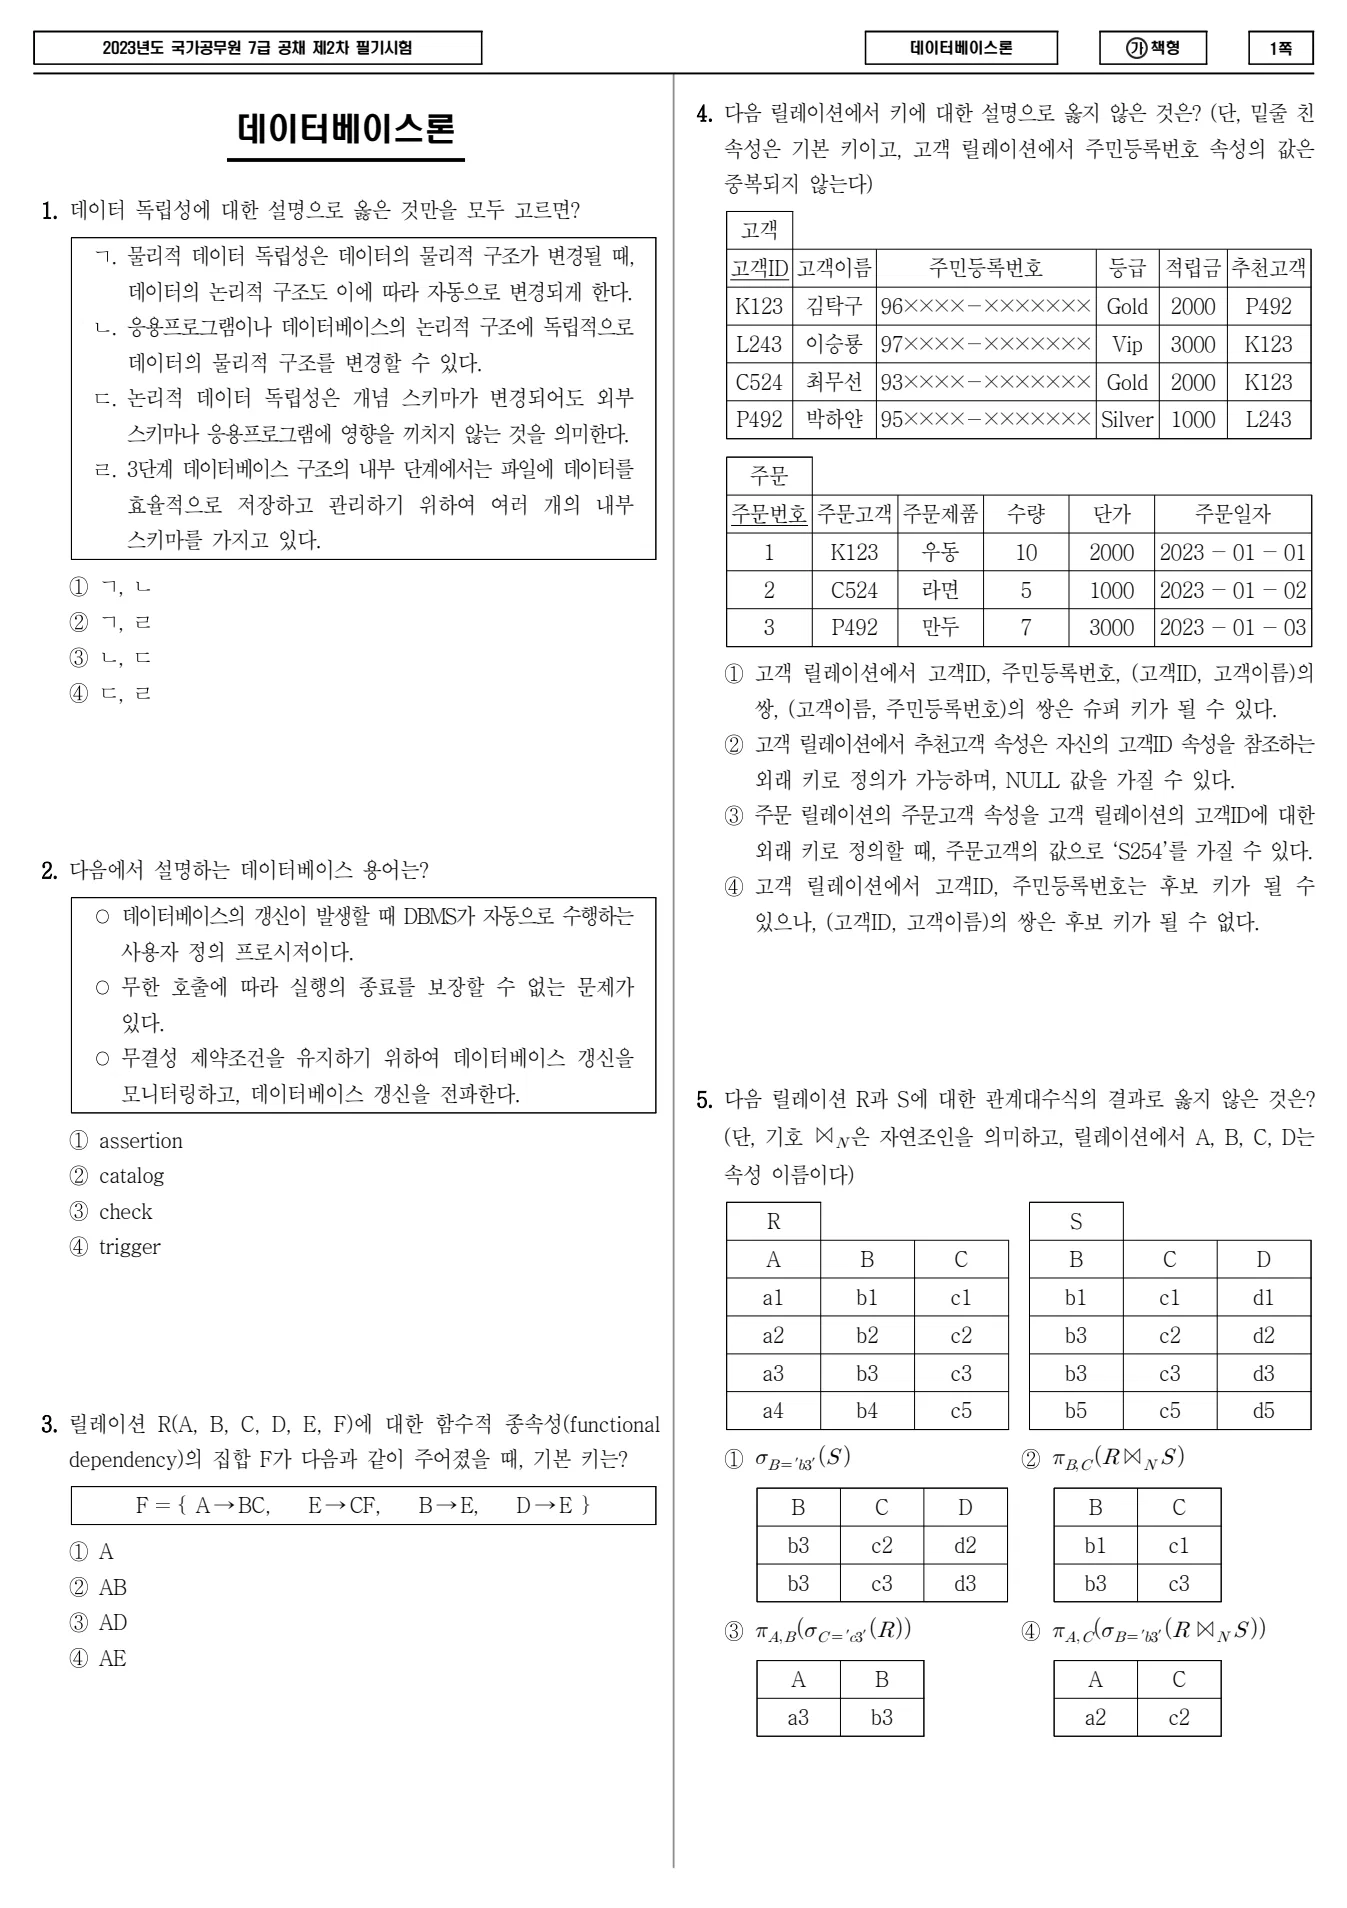 2023년도 국가공무원 7급 공채 제2차 필기시험
데이터베이스론
㉮ 책형
1쪽
데이터베이스론
1. 데이터 독립성에 대한 설명으로 옳은 것만을 모두 고르면?
ㄱ. 물리적 데이터 독립성은 데이터의 물리적 구조가 변경될 때,
데이터의 논리적 구조도 이에 따라 자동으로 변경되게 한다.
ㄴ. 응용프로그램이나 데이터베이스의 논리적 구조에 독립적으로
데이터의 물리적 구조를 변경할 수 있다.
ㄷ. 논리적 데이터 독립성은 개념 스키마가 변경되어도 외부
스키마나 응용프로그램에 영향을 끼치지 않는 것을 의미한다.
ㄹ. 3단계 데이터베이스 구조의 내부 단계에서는 파일에 데이터를
효율적으로 저장하고 관리하기 위하여 여러 개의 내부
스키마를 가지고 있다.
① ㄱ, ㄴ
② ㄱ, ㄹ
③ ㄴ, ㄷ
④ ㄷ, ㄹ
2. 다음에서 설명하는 데이터베이스 용어는?
○ 데이터베이스의 갱신이 발생할 때 DBMS가 자동으로 수행하는
사용자 정의 프로시저이다.
○ 무한 호출에 따라 실행의 종료를 보장할 수 없는 문제가
있다.
○ 무결성 제약조건을 유지하기 위하여 데이터베이스 갱신을
모니터링하고, 데이터베이스 갱신을 전파한다.
① assertion
② catalog
③ check
④ trigger
3. 릴레이션 R(A, B, C, D, E, F)에 대한 함수적 종속성(functional
dependency)의 집합 F가 다음과 같이 주어졌을 때, 기본 키는?
F = { A→BC, E→CF, B→E, D→E }
① A
② AB
③ AD
④ AE
4. 다음 릴레이션에서 키에 대한 설명으로 옳지 않은 것은? (단, 밑줄 친
속성은 기본 키이고, 고객 릴레이션에서 주민등록번호 속성의 값은
중복되지 않는다)
고객
고객ID 고객이름 주민등록번호 등급 적립금 추천고객
K123 김탁구 96××××-××××××× Gold 2000 P492
L243 이승룡 97××××-××××××× Vip 3000 K123
C524 최무선 93××××-××××××× Gold 2000 K123
P492 박하얀 95××××-××××××× Silver 1000 L243
주문
주문번호 주문고객 주문제품 수량 단가 주문일자
1 K123 우동 10 2000 2023 - 01 - 01
2 C524 라면 5 1000 2023 - 01 - 02
3 P492 만두 7 3000 2023 - 01 - 03
① 고객 릴레이션에서 고객ID, 주민등록번호, (고객ID, 고객이름)의
쌍, (고객이름, 주민등록번호)의 쌍은 슈퍼 키가 될 수 있다.
② 고객 릴레이션에서 추천고객 속성은 자신의 고객ID 속성을 참조하는
외래 키로 정의가 가능하며, NULL 값을 가질 수 있다.
③ 주문 릴레이션의 주문고객 속성을 고객 릴레이션의 고객ID에 대한
외래 키로 정의할 때, 주문고객의 값으로 ‘S254’를 가질 수 있다.
④ 고객 릴레이션에서 고객ID, 주민등록번호는 후보 키가 될 수
있으나, (고객ID, 고객이름)의 쌍은 후보 키가 될 수 없다.
5. 다음 릴레이션 R과 S에 대한 관계대수식의 결과로 옳지 않은 것은?
(단, 기호 ⋈N은 자연조인을 의미하고, 릴레이션에서 A, B, C, D는
속성 이름이다)
R S
A B C B C D
a1 b1 c1 b1 c1 d1
a2 b2 c2 b3 c2 d2
a3 b3 c3 b3 c3 d3
a4 b4 c5 b5 c5 d5
① σB='b3'(S) ② πB,C(R⋈N S)
B C D B C
b3 c2 d2 b1 c1
b3 c3 d3 b3 c3
③ πA,B(σC='c3'(R)) ④ πA,C(σB='b3'(R ⋈N S))
A B A C
a3 b3 a2 c2